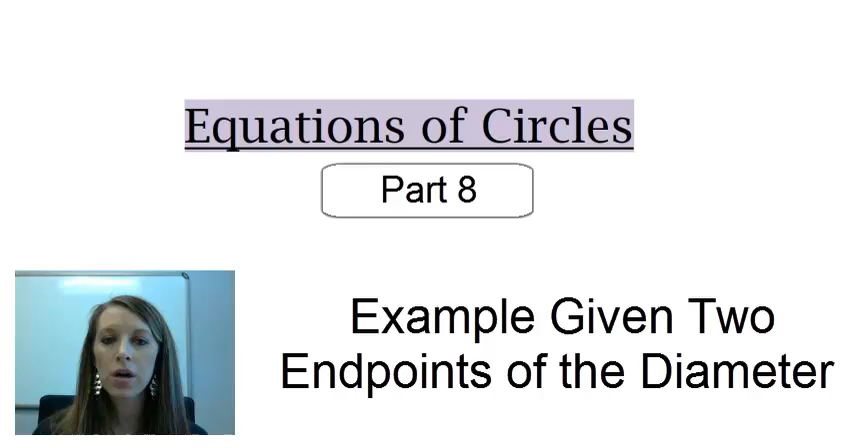 Equations of Circles
Part 8
Example Given Two
Endpoints of the Diameter